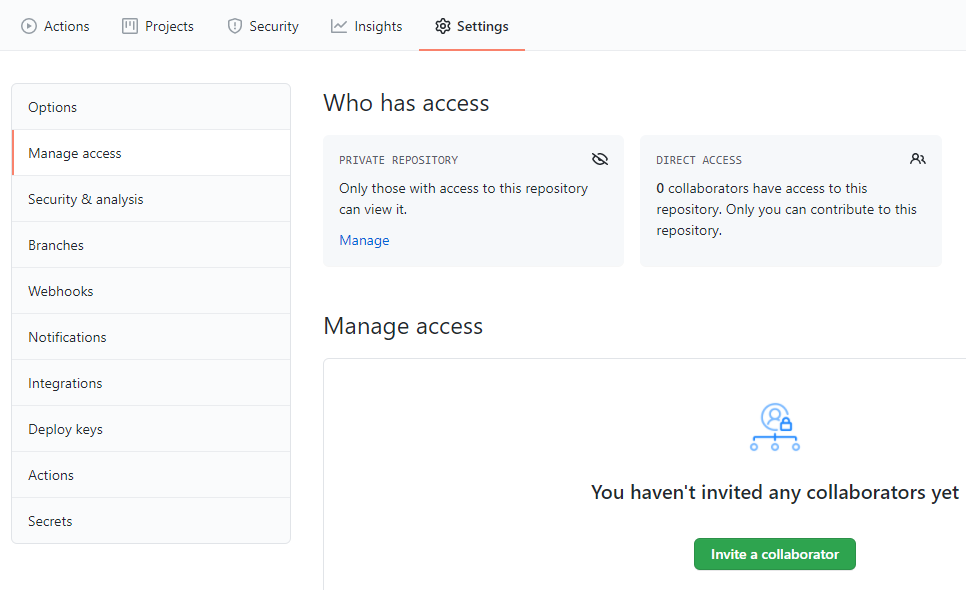 Actions
Projects
Security
Insights
Settings
Options
Manage access
Security & analysis
Branches
Webhooks
Notifications
Integrations
Deploy keys
Actions
Secrets
Who has access
PRIVATE REPOSITORY
Only those with access to this repository
can view it.
Manage
DIRECT ACCESS
0 collaborators have access to this
repository. Only you can contribute to this
repository.
Manage access
You haven't invited any collaborators yet
Invite a collaborator